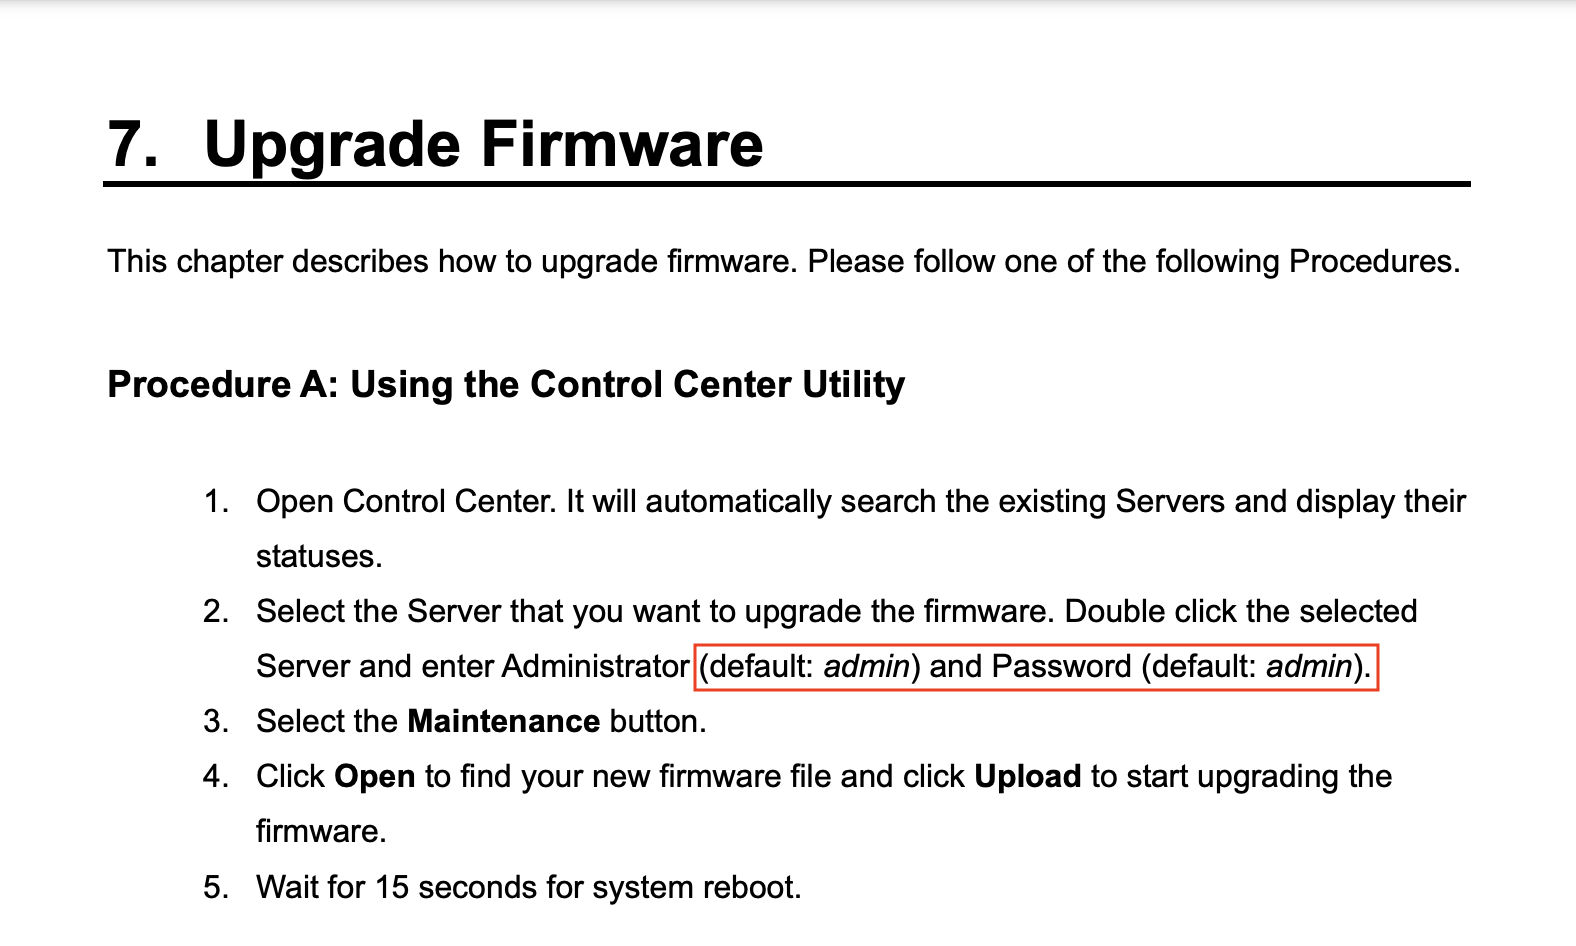 7. Upgrade Firmware
This chapter describes how to upgrade firmware. Please follow one of the following Procedures.
Procedure A: Using the Control Center Utility
1. Open Control Center. It will automatically search the existing Servers and display their
statuses.
2. Select the Server that you want to upgrade the firmware. Double click the selected
Server and enter Administrator (default: admin) and Password (default: admin).
3. Select the Maintenance button.
4. Click Open to find your new firmware file and click Upload to start upgrading the
firmware.
5. Wait for 15 seconds for system reboot.